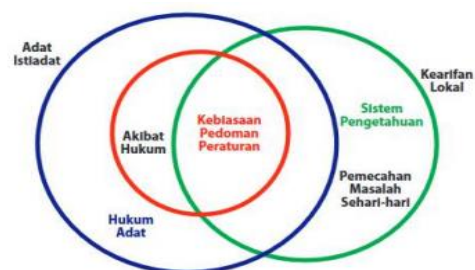 Adat
Istiadat
Kearifan
Lokal
Sistem
Pengetahuan
Kebiasaan
Pedoman
Peraturan
Akibat
Hukum
Pemecahan
Masalah
Sehari-hari
Hukum
Adat